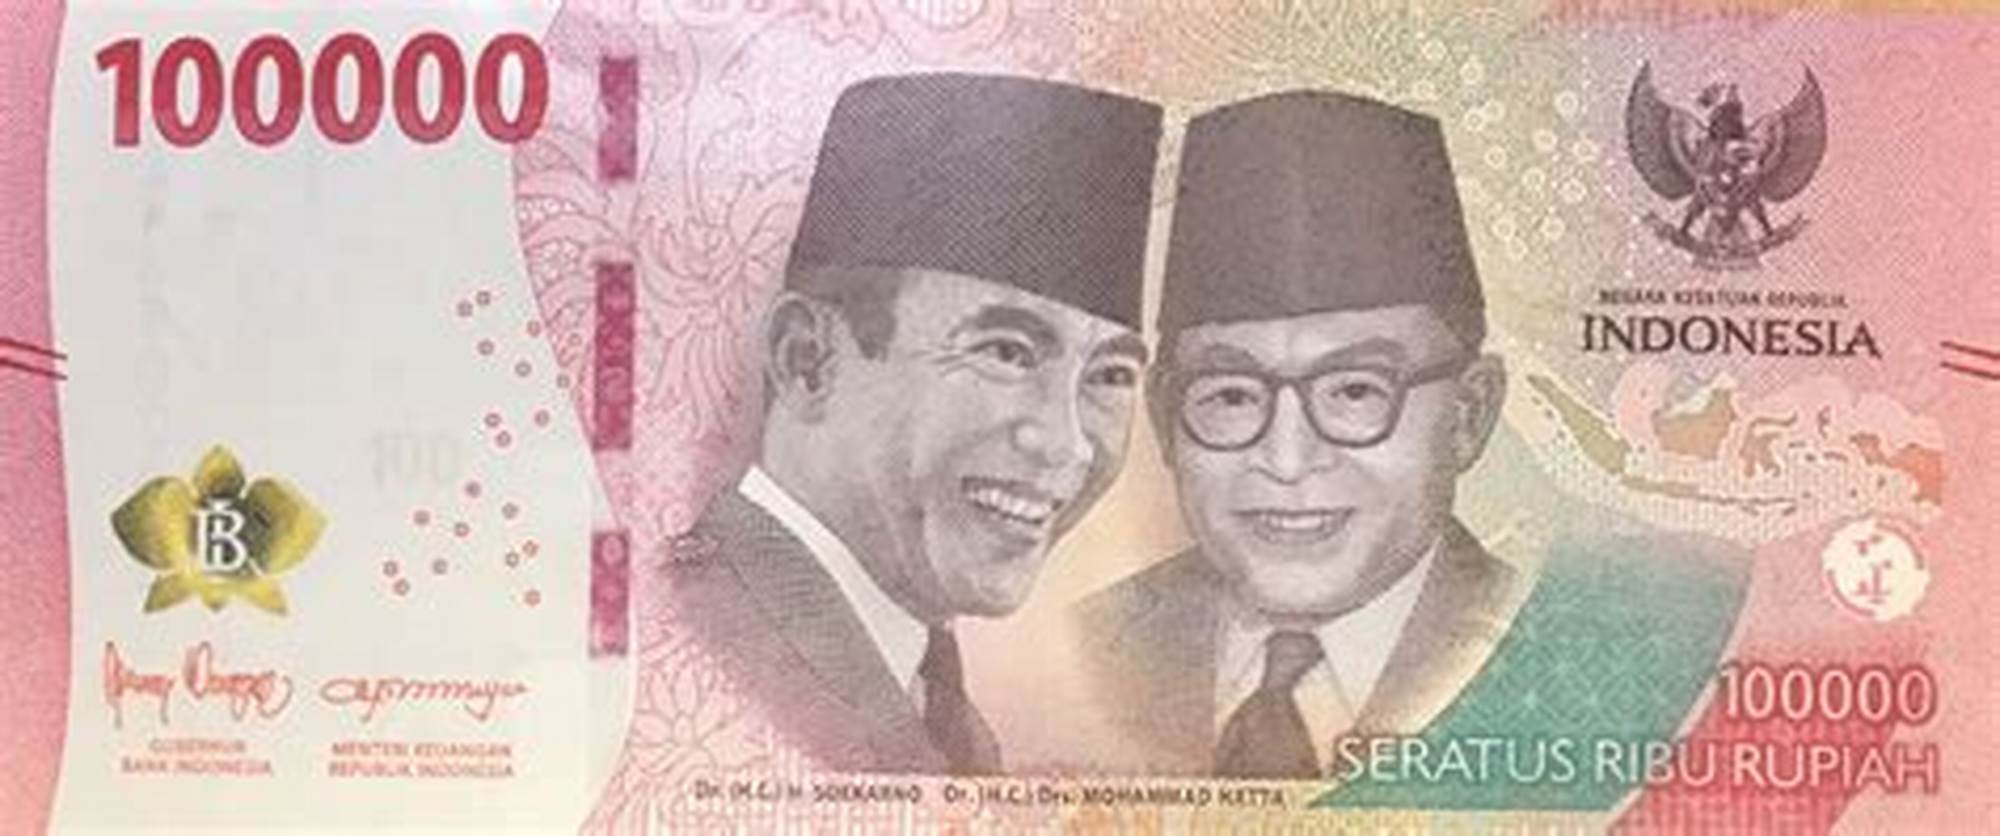 100000
NEGARA KESATUAN REPUBLIK
INDONESIA
100
BI
GUBERNUR
BANK INDONESIA
MENTERI KEUANGAN
REPUBLIK INDONESIA
Dr. (H.C.) Ir. SOEKARNO
Dr. (H.C.) Drs. MOHAMMAD HATTA
100000
SERATUS RIBU RUPIAH